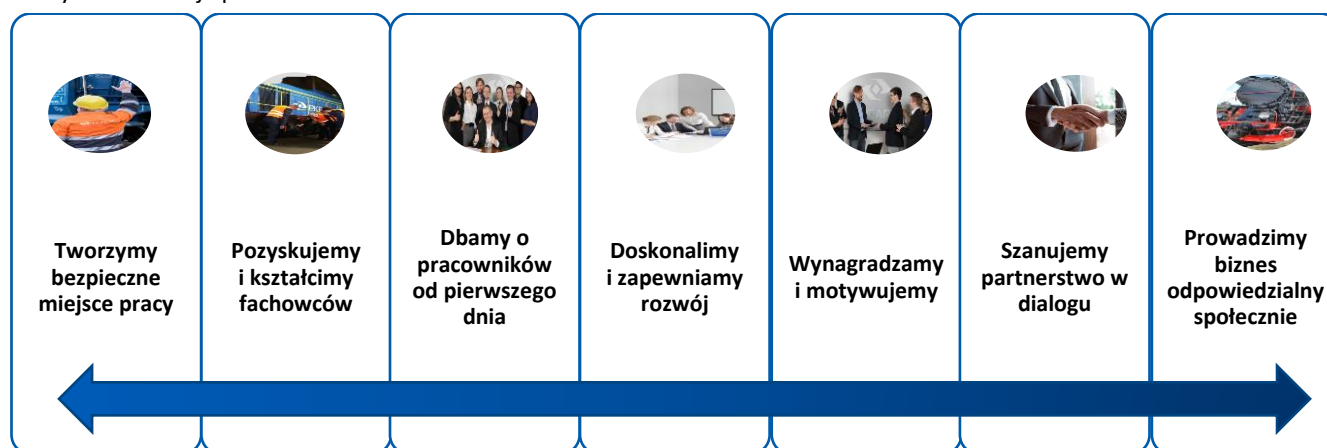 Tworzymy
bezpieczne
miejsce pracy
Pozyskujemy
i kształcimy
fachowców
Dbamy o
pracowników
od pierwszego
dnia
Doskonalimy
i zapewniamy
rozwój
Wynagradzamy
i motywujemy
Szanujemy
partnerstwo w
dialogu
Prowadzimy
biznes
odpowiedzialny
społecznie